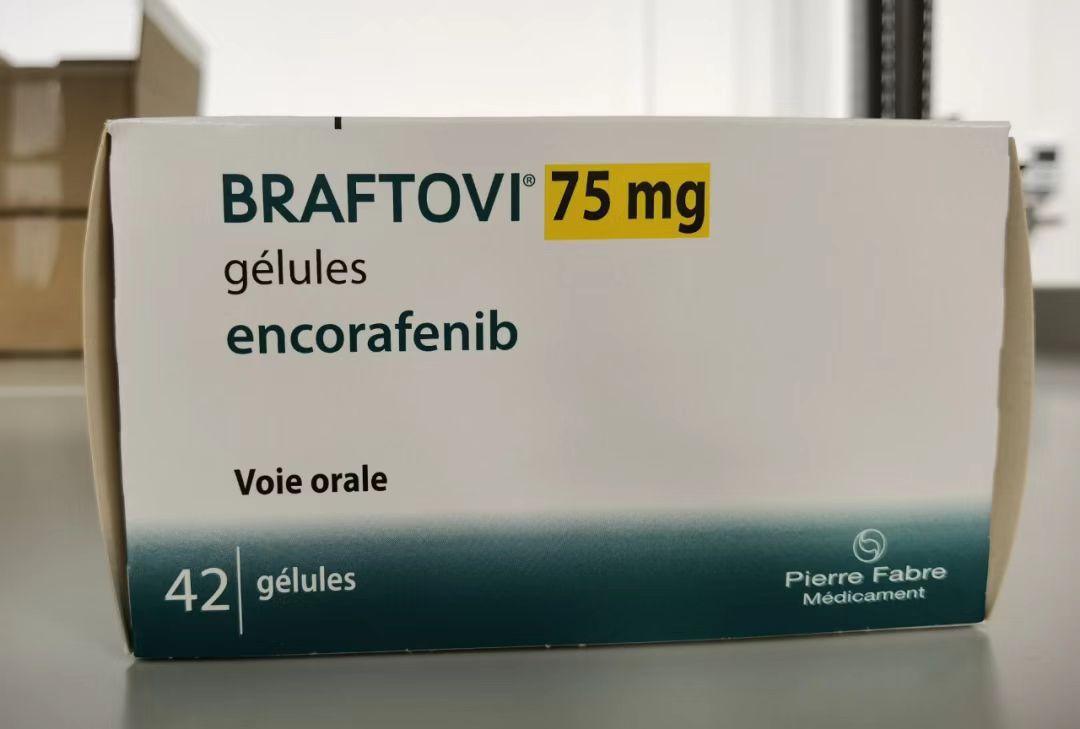 BRAFTOVI® 75 mg
gélules
encorafenib
Voie orale
42 gélules
Pierre Fabre
Médicament